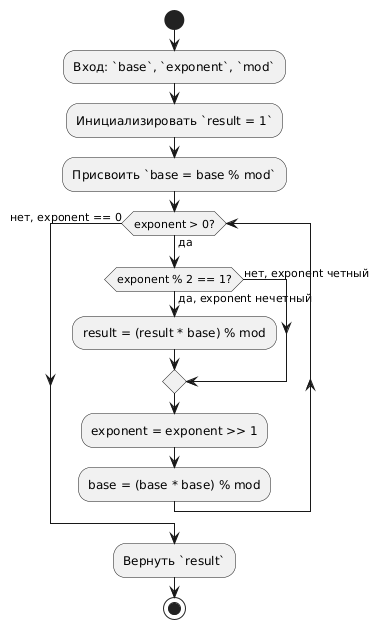 Вход: `base`, `exponent`, `mod`
Инициализировать `result = 1`
Присвоить `base = base % mod`
нет, exponent == 0
exponent > 0?
да
exponent % 2 == 1?
нет, exponent четный
да, exponent нечетный
result = (result * base) % mod
exponent = exponent >> 1
base = (base * base) % mod
Вернуть `result`